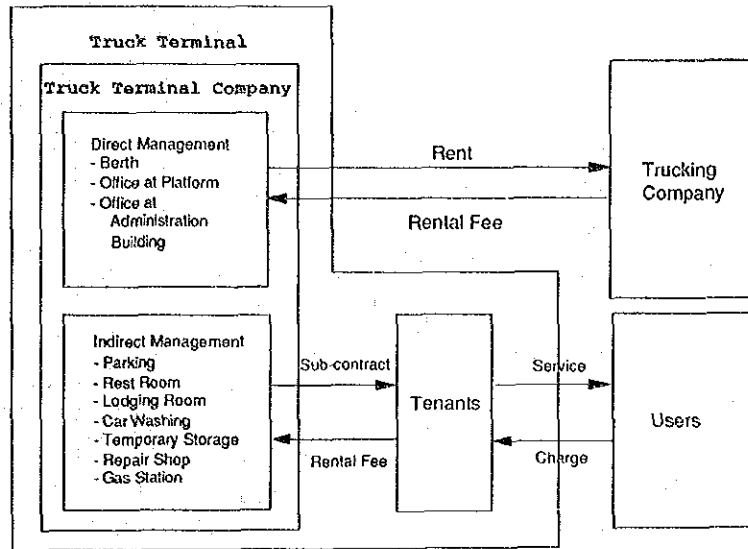 Truck Terminal
Truck Terminal Company
Direct Management
- Berth
- Office at Platform
- Office at
Administration
Building
Rent
Rental Fee
Trucking
Company
Indirect Management
- Parking
- Rest Room
- Lodging Room
- Car Washing
- Temporary Storage
- Repair Shop
- Gas Station
Sub-contract
Rental Fee
Tenants
Service
Charge
Users